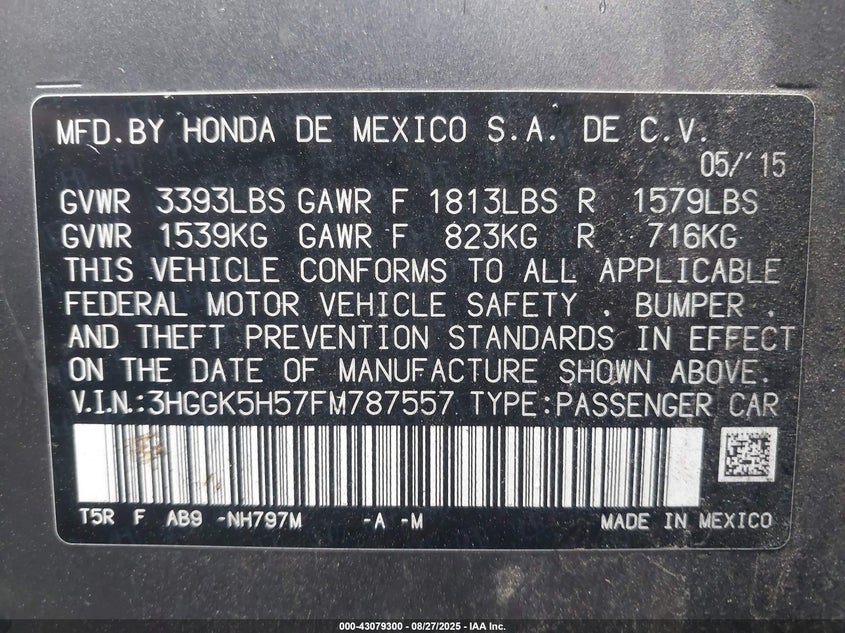 MFD.BY HONDA DE MEXICO S.A. DE C.V.
05/'15
GVWR 3393LBS GAWR F 1813LBS R 1579LBS
GVWR 1539KG GAWR F 823KG R 716KG
THIS VEHICLE CONFORMS TO ALL APPLICABLE
FEDERAL MOTOR VEHICLE SAFETY . BUMPER .
AND THEFT PREVENTION STANDARDS IN EFFECT
ON THE DATE OF MANUFACTURE SHOWN ABOVE.
V.I.N.:3HGGK5H57FM787557 TYPE:PASSENGER CAR
T5R F AB9 -NH797M -A -M MADE IN MEXICO
000-43079300 - 08/27/2025 - IAA Inc.